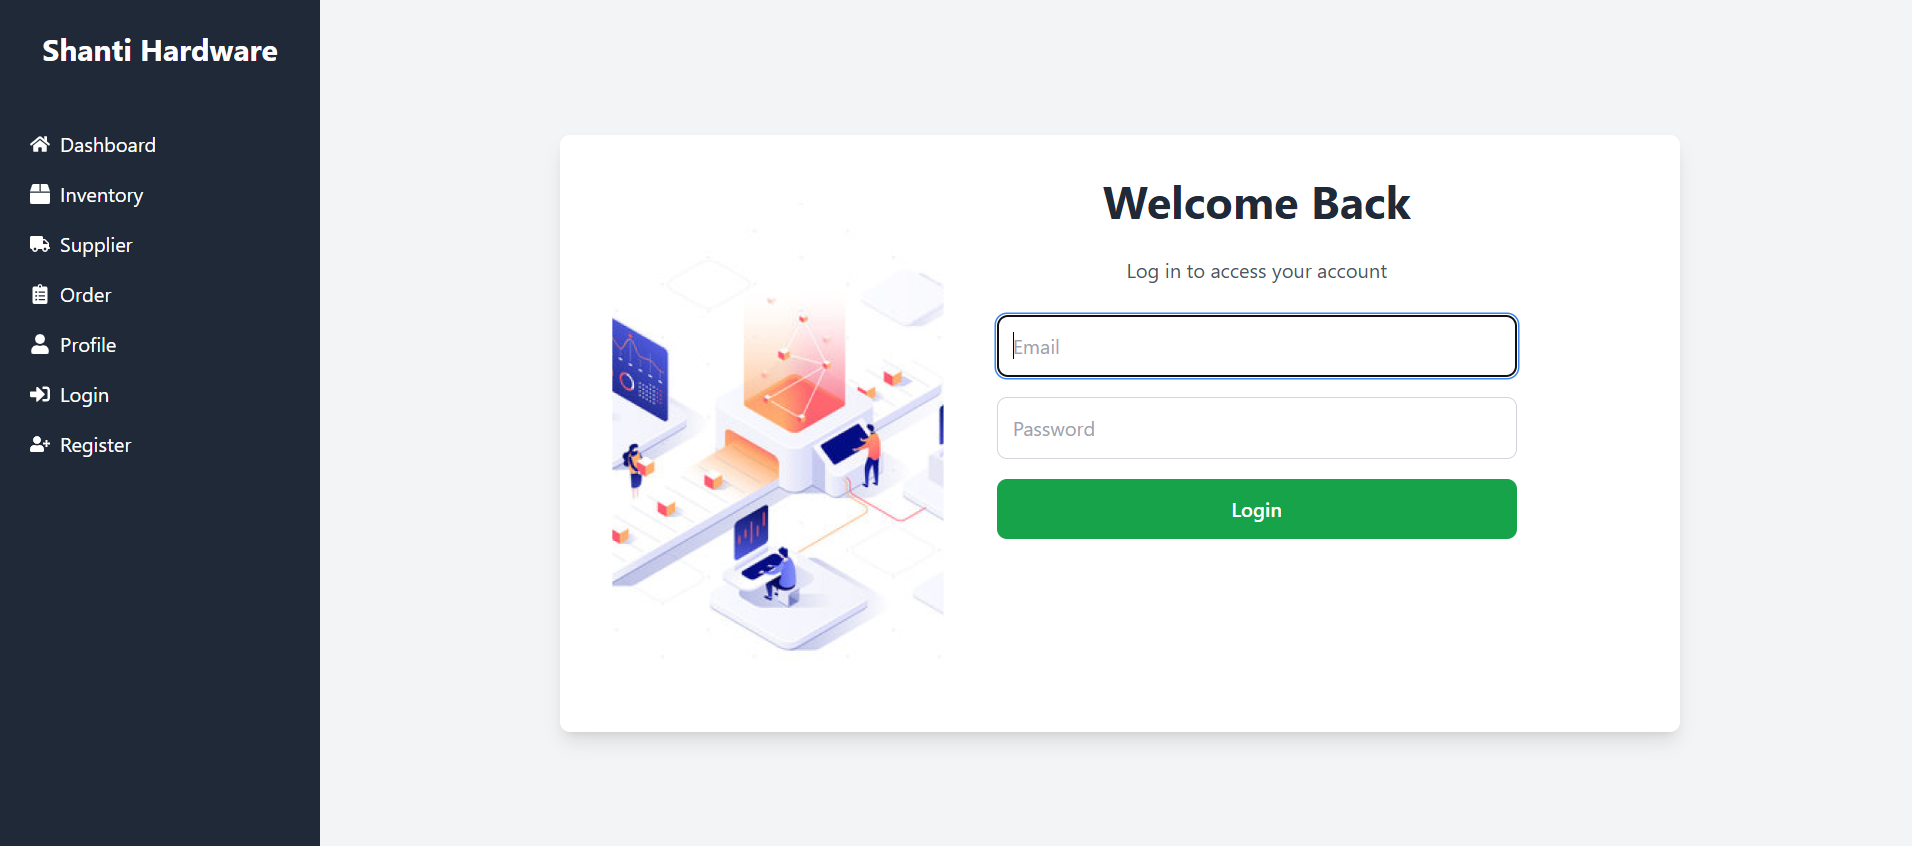 Shanti Hardware
Dashboard
Inventory
Supplier
Order
Profile
Login
Register
Welcome Back
Log in to access your account
Email
Password
Login